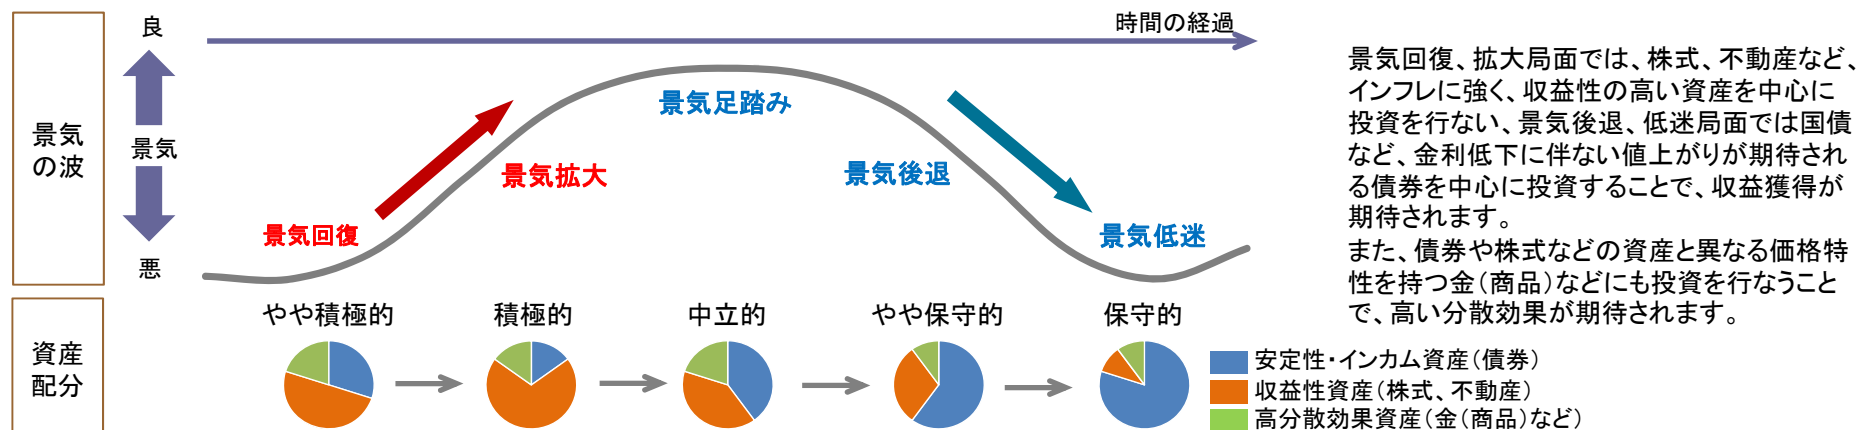 景気
の波
良
景気
悪
時間の経過
景気回復
景気拡大
景気足踏み
景気後退
景気低迷
景気回復、拡大局面では、株式、不動産など、
インフレに強く、収益性の高い資産を中心に
投資を行ない、景気後退、低迷局面では国債
など、金利低下に伴ない値上がりが期待され
る債券を中心に投資することで、収益獲得が
期待されます。
また、債券や株式などの資産と異なる価格特
性を持つ金(商品)などにも投資を行なうこと
で、高い分散効果が期待されます。
資産
配分
やや積極的
積極的
中立的
やや保守的
保守的
安定性・インカム資産(債券)
収益性資産(株式、不動産)
高分散効果資産(金(商品)など)